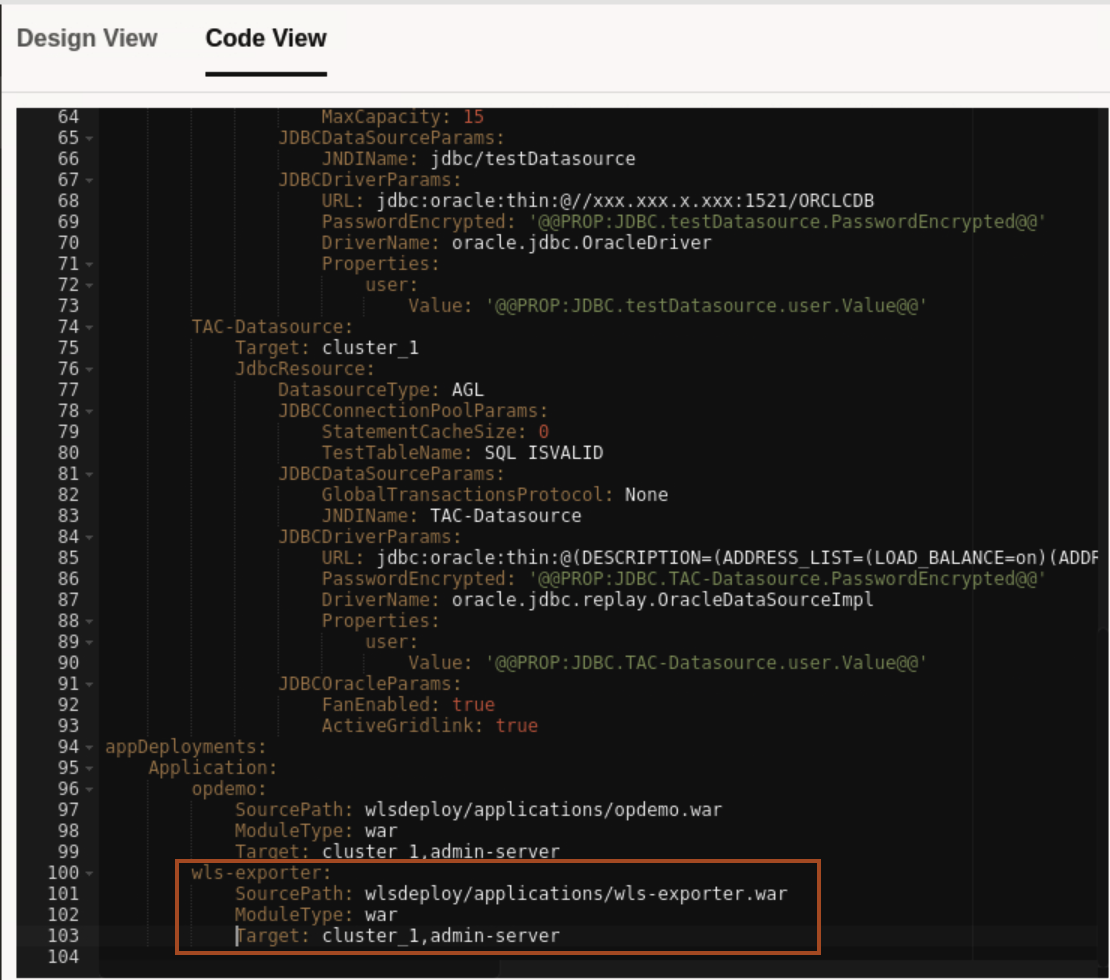 Design View Code View
64 MaxCapacity: 15
65 JDBCDataSourceParams:
66 JNDIName: jdbc/testDatasource
67 JDBCDriverParams:
68 URL: jdbc:oracle:thin:@//xxx.xxx.x.xxx:1521/ORCLCDB
69 PasswordEncrypted: '@@PROP:JDBC.testDatasource.PasswordEncrypted@@'
70 DriverName: oracle.jdbc.OracleDriver
71 Properties:
72 user:
73 Value: '@@PROP:JDBC.testDatasource.user.Value@@'
74 TAC-Datasource:
75 Target: cluster_1
76 JdbcResource:
77 DatasourceType: AGL
78 JDBCConnectionPoolParams:
79 StatementCacheSize: 0
80 TestTableName: SQL ISVALID
81 JDBCDataSourceParams:
82 GlobalTransactionsProtocol: None
83 JNDIName: TAC-Datasource
84 JDBCDriverParams:
85 URL: jdbc:oracle:thin:@(DESCRIPTION=(ADDRESS_LIST=(LOAD_BALANCE=on)(ADDR
86 PasswordEncrypted: '@@PROP:JDBC.TAC-Datasource.PasswordEncrypted@@'
87 DriverName: oracle.jdbc.replay.OracleDataSourceImpl
88 Properties:
89 user:
90 Value: '@@PROP:JDBC.TAC-Datasource.user.Value@@'
91 JDBCOracleParams:
92 FanEnabled: true
93 ActiveGridlink: true
94 appDeployments:
95 Application:
96 opdemo:
97 SourcePath: wlsdeploy/applications/opdemo.war
98 ModuleType: war
99 Target: cluster_1,admin-server
100 wls-exporter:
101 SourcePath: wlsdeploy/applications/wls-exporter.war
102 ModuleType: war
103 Target: cluster_1,admin-server
104